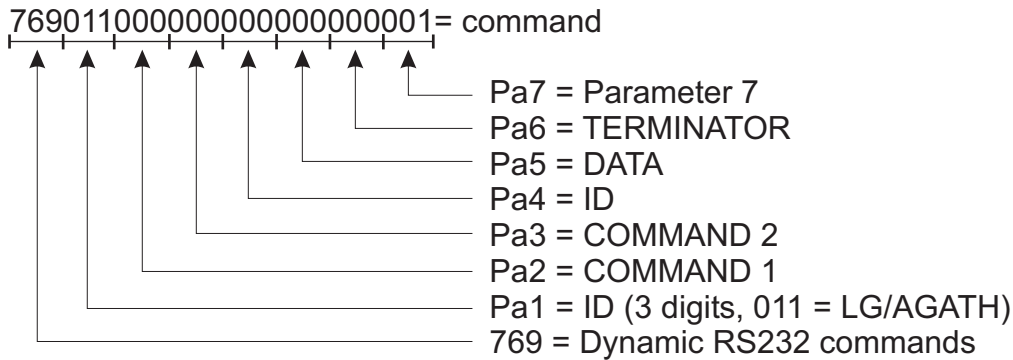 769011000000000000000001= command
Pa7 = Parameter 7
Pa6 = TERMINATOR
Pa5 = DATA
Pa4 = ID
Pa3 = COMMAND 2
Pa2 = COMMAND 1
Pa1 = ID (3 digits, 011 = LG/AGATH)
769 = Dynamic RS232 commands